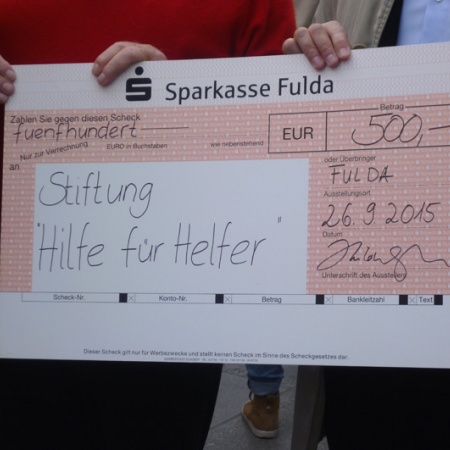 Sparkasse Fulda
Zahlen Sie gegen diesen Scheck
fuenfhundert
Betrag
EUR
500,-
Nur zur Verrechnung
EURO in Buchstaben
wie nebenstehend
an
oder Überbringer
Stiftung
"Hilfe für Helfer"
FULDA
Ausstellungsort
26.9.2015
Datum
Unterschrift des Ausstellers
Scheck-Nr.
Konto-Nr.
Betrag
Bankleitzahl
Text
Dieser Scheck gilt nur für Werbezwecke und stellt keinen Scheck im Sinne des Scheckgesetzes dar.